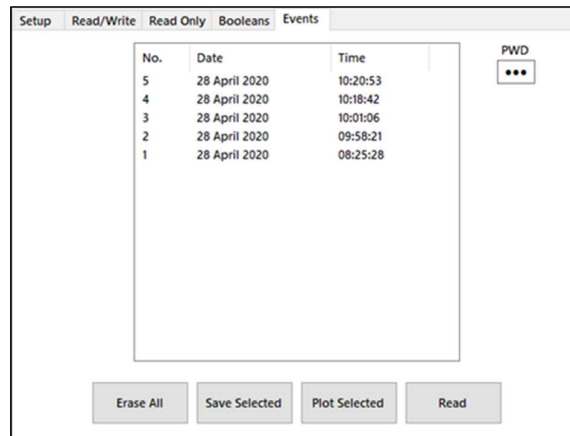 Setup Read/Write Read Only Booleans Events
PWD
•••
No. Date Time
5 28 April 2020 10:20:53
4 28 April 2020 10:18:42
3 28 April 2020 10:01:06
2 28 April 2020 09:58:21
1 28 April 2020 08:25:28
Erase All Save Selected Plot Selected Read